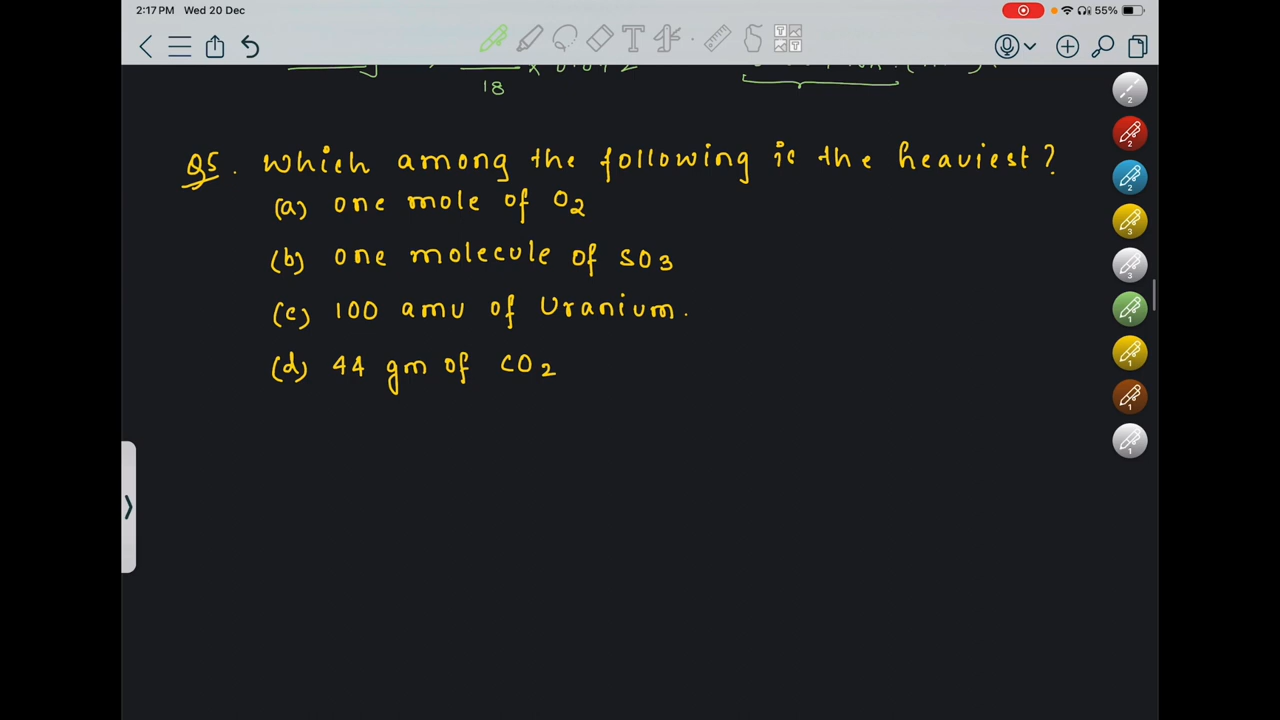 2:17 PM Wed 20 Dec 55%
18
Q5. Which among the following is the heaviest?
(a) one mole of O2
(b) one molecule of SO3
(c) 100 amu of Uranium.
(d) 44 gm of CO2